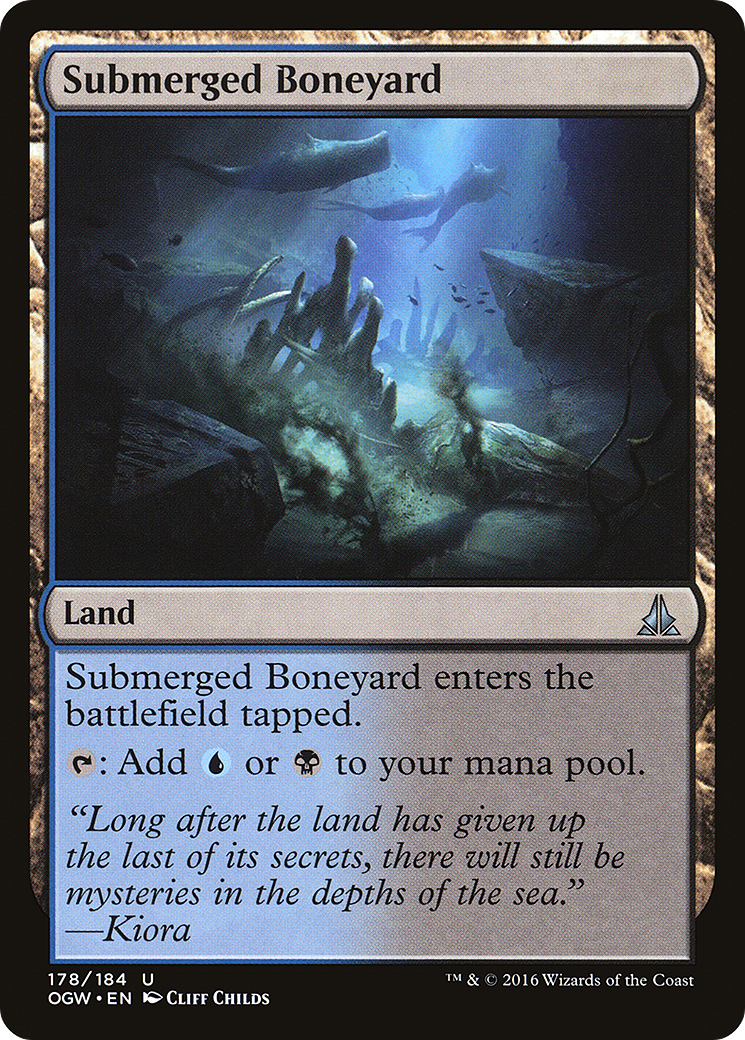 Submerged Boneyard
Land
Submerged Boneyard enters the
battlefield tapped.
: Add or to your mana pool.
“Long after the land has given up
the last of its secrets, there will still be
mysteries in the depths of the sea.”
—Kiora
178/184 U
OGW • EN CLIFF CHILDS
™ & © 2016 Wizards of the Coast